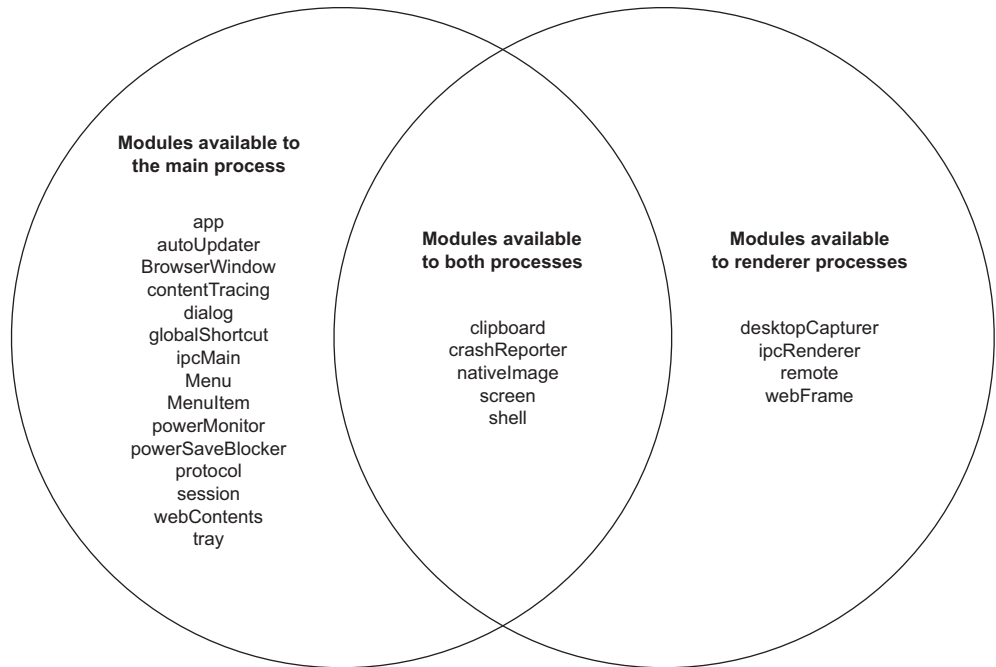 Modules available to
the main process
app
autoUpdater
BrowserWindow
contentTracing
dialog
globalShortcut
ipcMain
Menu
MenuItem
powerMonitor
powerSaveBlocker
protocol
session
webContents
tray
Modules available
to both processes
clipboard
crashReporter
nativeImage
screen
shell
Modules available
to renderer processes
desktopCapturer
ipcRenderer
remote
webFrame